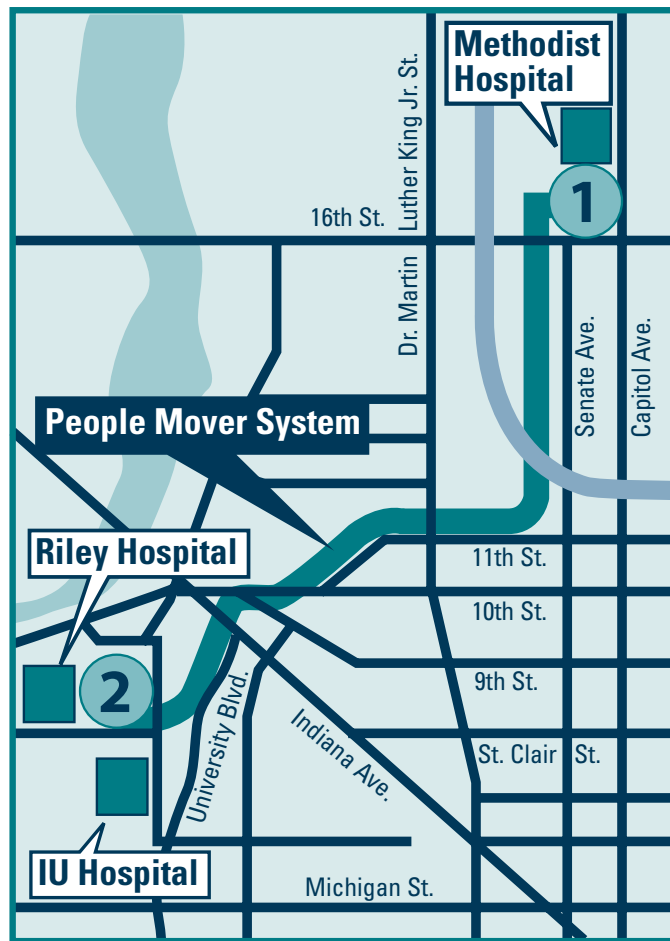 Methodist
Hospital
1
Dr. Martin Luther King Jr. St.
16th St.
Senate Ave.
Capitol Ave.
People Mover System
Riley Hospital
11th St.
10th St.
2
9th St.
University Blvd.
Indiana Ave.
St. Clair St.
IU Hospital
Michigan St.